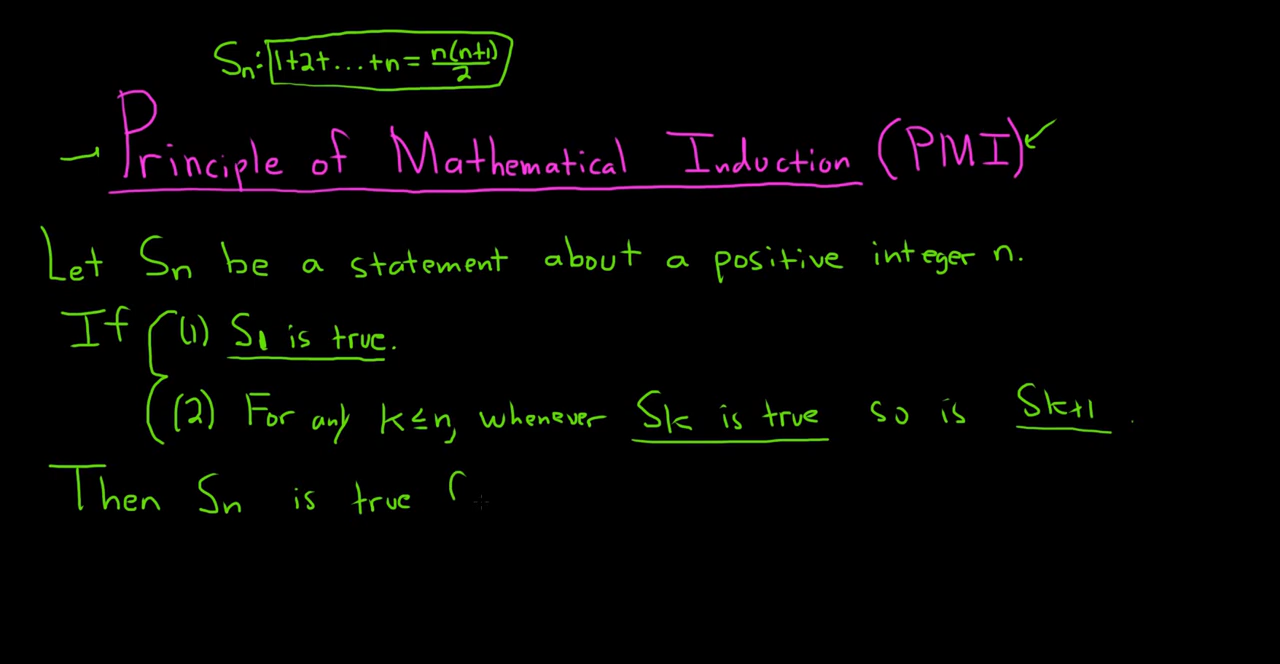 Sn: 1+2+...+n = n(n+1)/2
Principle of Mathematical Induction (PMI)
Let Sn be a statement about a positive integer n.
If (1) S1 is true.
(2) For any k≤n, whenever Sk is true so is Sk+1.
Then Sn is true (